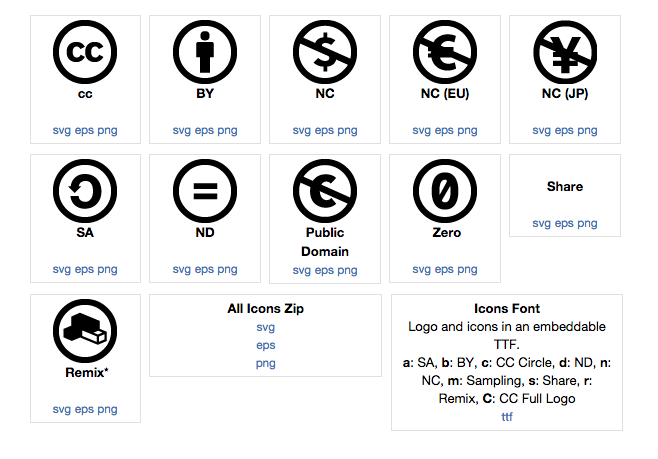 cc
svg eps png
BY
svg eps png
NC
svg eps png
NC (EU)
svg eps png
NC (JP)
svg eps png
SA
svg eps png
ND
svg eps png
Public
Domain
svg eps png
Zero
svg eps png
Share
svg eps png
Remix*
svg eps png
All Icons Zip
svg
eps
png
Icons Font
Logo and icons in an embeddable
TTF.
a: SA, b: BY, c: CC Circle, d: ND, n:
NC, m: Sampling, s: Share, r:
Remix, C: CC Full Logo
ttf